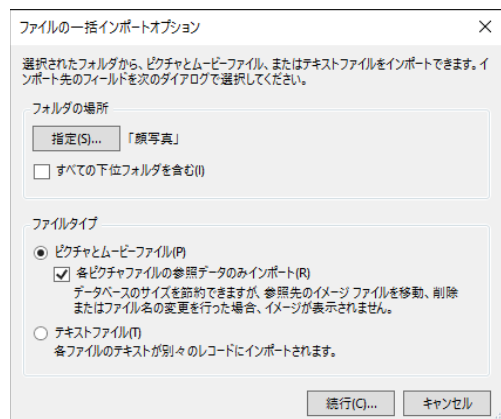 ファイルの一括インポートオプション
選択されたフォルダから、ピクチャとムービーファイル、またはテキストファイルをインポートできます。イ
ンポート先のフィールドを次のダイアログで選択してください。
フォルダの場所
指定(S)... 「顔写真」
すべての下位フォルダを含む(I)
ファイルタイプ
ピクチャとムービーファイル(P)
各ピクチャファイルの参照データのみインポート(R)
データベースのサイズを節約できますが、参照先のイメージ ファイルを移動、削除
またはファイル名の変更を行った場合、イメージが表示されません。
テキストファイル(T)
各ファイルのテキストが別々のレコードにインポートされます。
続行(C)... キャンセル